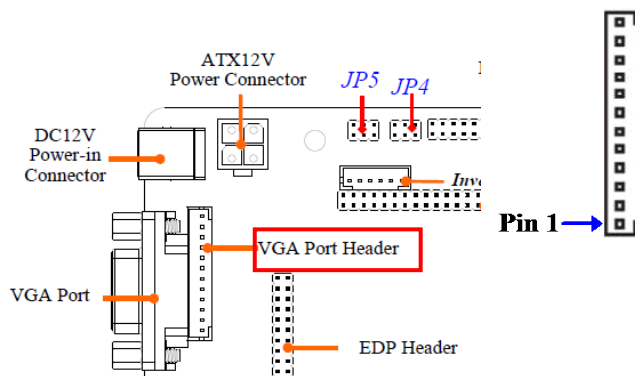 ATX12V
Power Connector
JP5
JP4
DC12V
Power-in
Connector
VGA Port Header
Pin 1
VGA Port
EDP Header